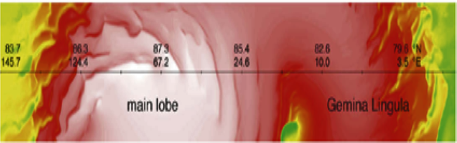 83.7 86.3 87.3 85.4 82.6 79.6 °N
145.7 124.4 67.2 24.6 10.0 3.5 °E
main lobe Gemina Lingula